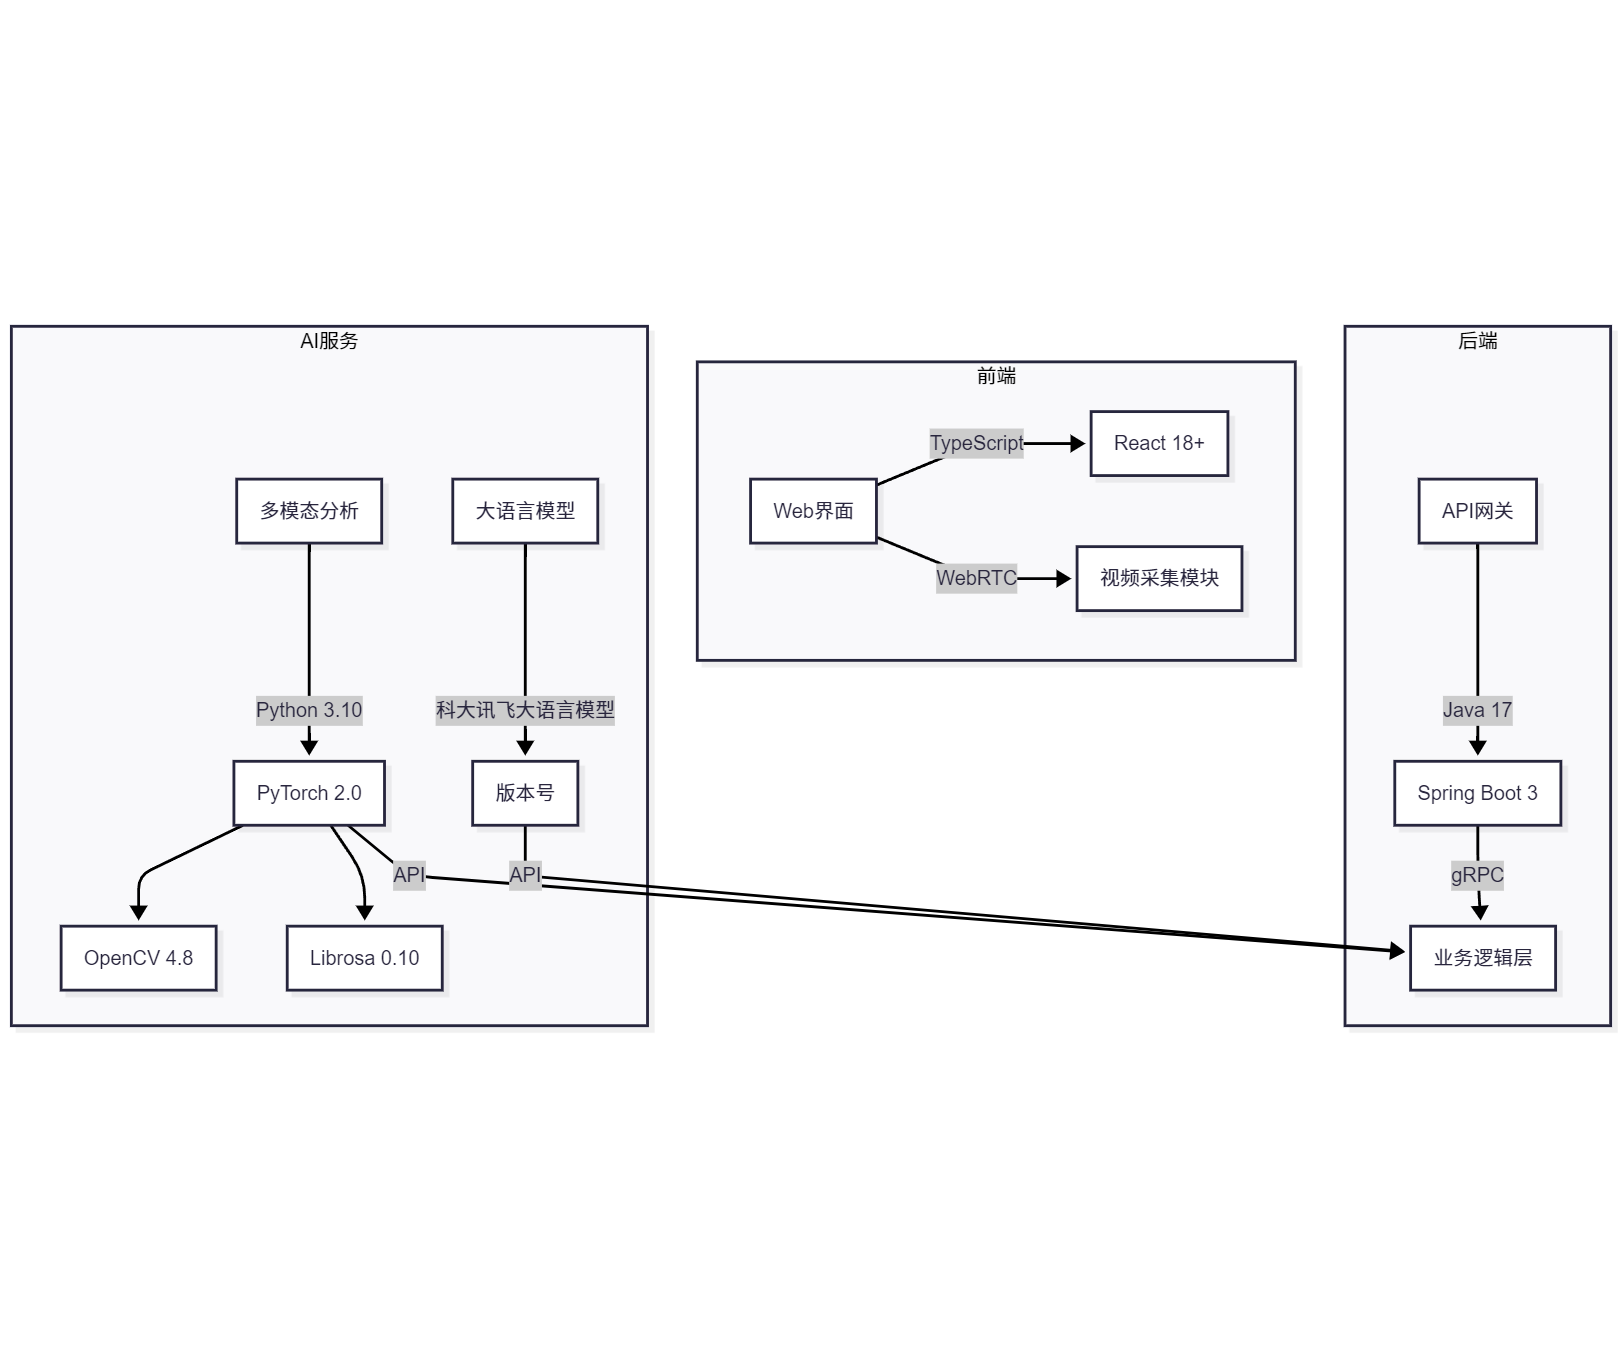 AI服务
多模态分析
大语言模型
Python 3.10
科大讯飞大语言模型
PyTorch 2.0
版本号
API
API
OpenCV 4.8
Librosa 0.10
前端
Web界面
TypeScript
React 18+
WebRTC
视频采集模块
后端
API网关
Java 17
Spring Boot 3
gRPC
业务逻辑层